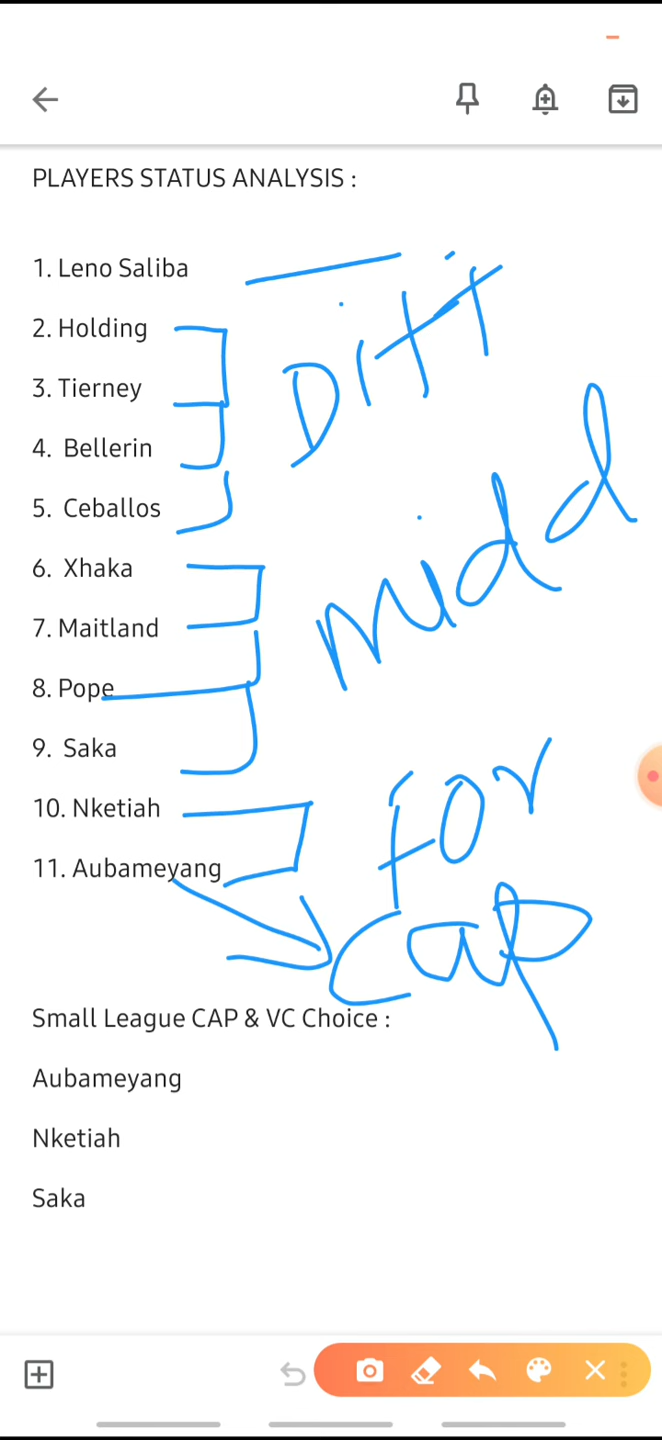 PLAYERS STATUS ANALYSIS :
1. Leno Saliba
2. Holding
3. Tierney
4. Bellerin
5. Ceballos
6. Xhaka
7. Maitland
8. Pope
9. Saka
10. Nketiah
11. Aubameyang
Ditt
midd
for
Cap
Small League CAP & VC Choice :
Aubameyang
Nketiah
Saka